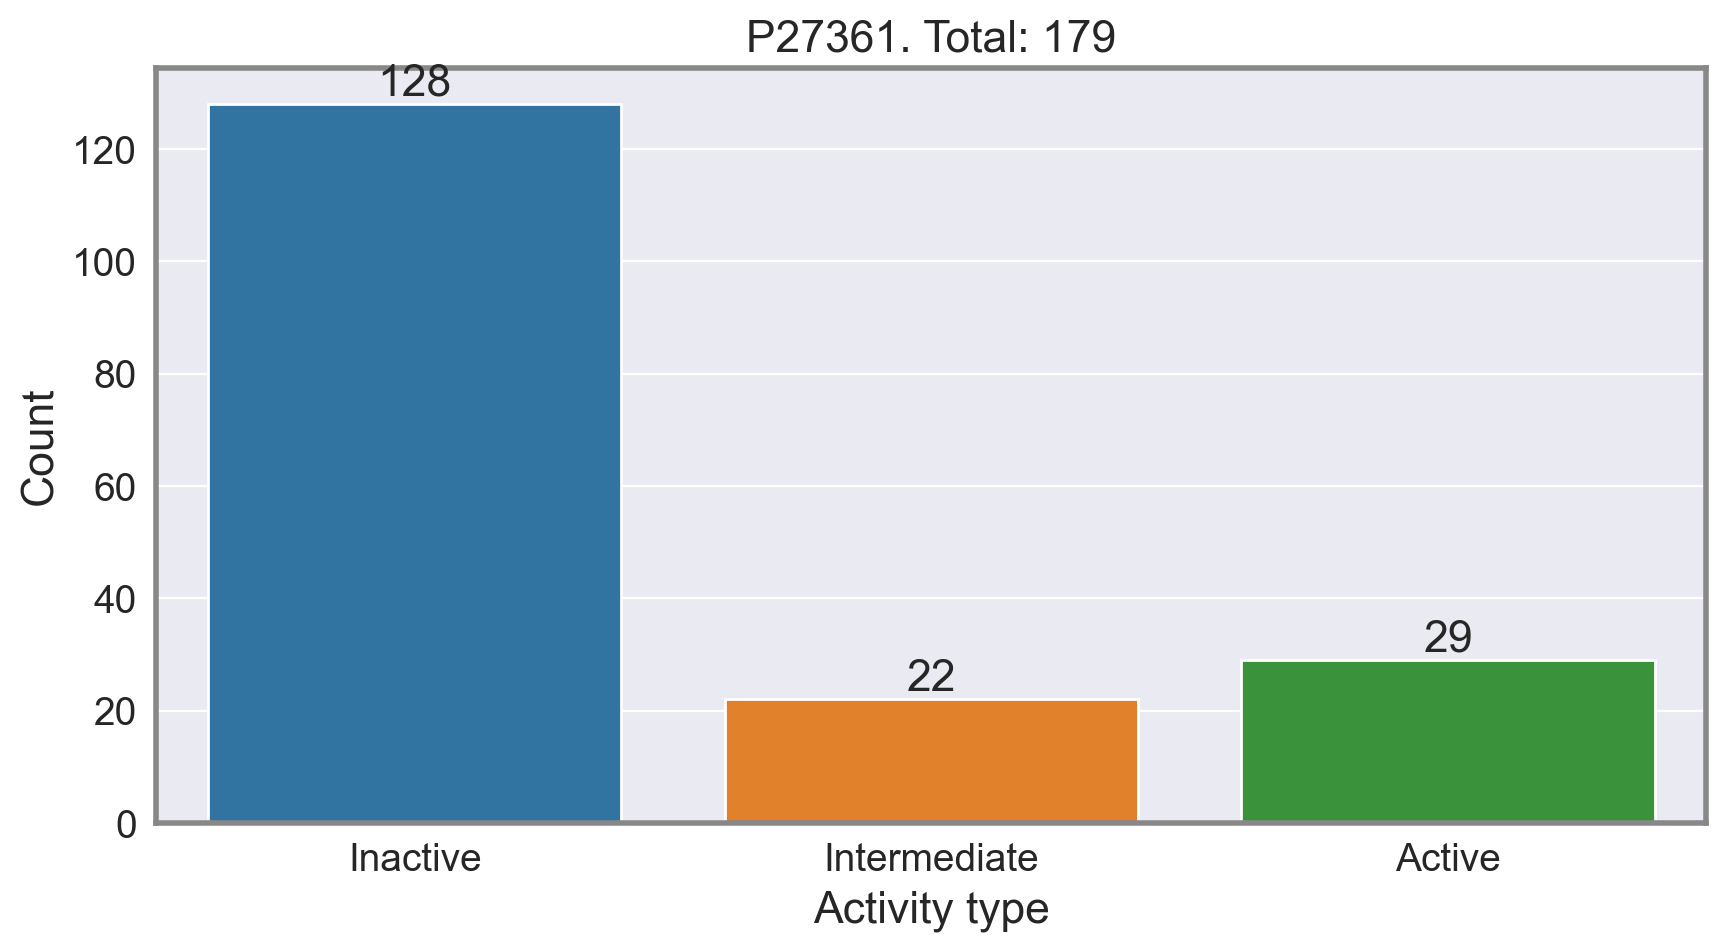 P27361. Total: 179
128
120
100
80
60
40
20
0
Count
22
29
Inactive
Intermediate
Active
Activity type